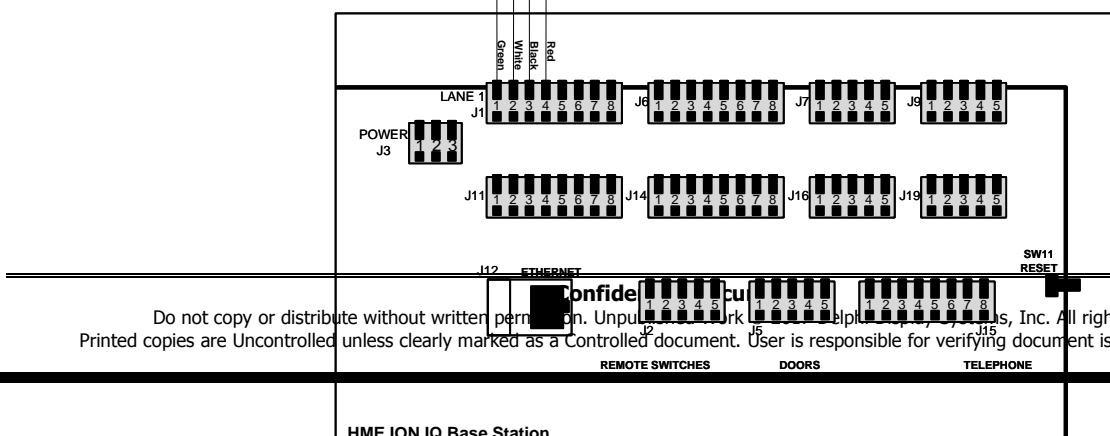 Green White Black Red
LANE 1
J1
1 2 3 4 5 6 7 8
J6
1 2 3 4 5 6 7 8
J7
1 2 3 4 5
J9
1 2 3 4 5
POWER
J3
1 2 3
J11
1 2 3 4 5 6 7 8
J14
1 2 3 4 5 6 7 8
J16
1 2 3 4 5
J19
1 2 3 4 5
SW11
RESET
J12
ETHERNET
1 2 3 4 5
1 2 3 4 5
1 2 3 4 5 6 7 8
Do not copy or distribute without written Inc. All
J2
J5
J15
Printed copies are Uncontrolled unless clearly marked as a Controlled document. User is responsible for verifying document is
REMOTE SWITCHES
DOORS
TELEPHONE
HME ION IQ Base Station